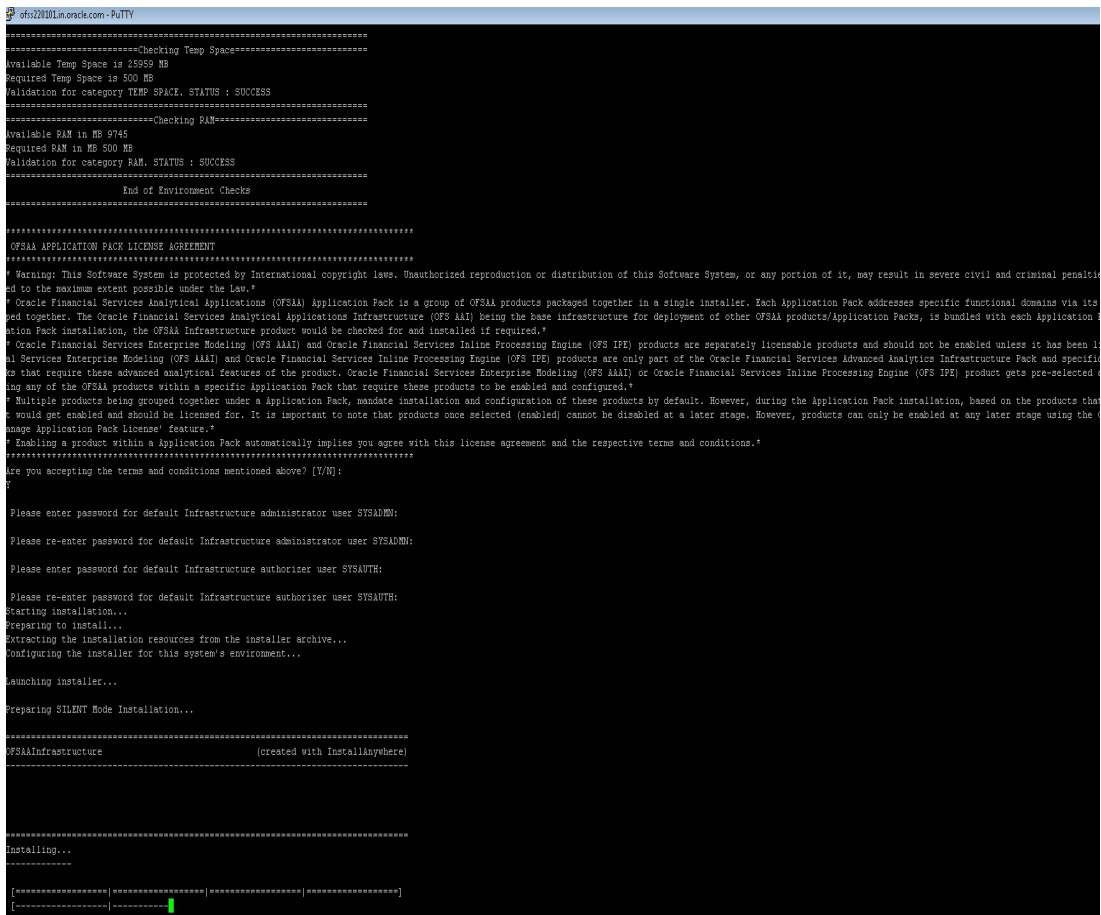 ofss220101.in.oracle.com - PuTTY
=======================================================================
==========================Checking Temp Space==========================
Available Temp Space is 25959 MB
Required Temp Space is 500 MB
Validation for category TEMP SPACE. STATUS : SUCCESS
=======================================================================
=============================Checking RAM==============================
Available RAM in MB 9745
Required RAM in MB 500 MB
Validation for category RAM. STATUS : SUCCESS
=======================================================================
End of Environment Checks
=======================================================================
********************************************************************************
OFSAA APPLICATION PACK LICENSE AGREEMENT
********************************************************************************
* Warning: This Software System is protected by International copyright laws. Unauthorized reproduction or distribution of this Software System, or any portion of it, may result in severe civil and criminal penaltie
ed to the maximum extent possible under the Law.*
* Oracle Financial Services Analytical Applications (OFSAA) Application Pack is a group of OFSAA products packaged together in a single installer. Each Application Pack addresses specific functional domains via its
ped together. The Oracle Financial Services Analytical Applications Infrastructure (OFS AAI) being the base infrastructure for deployment of other OFSAA products/Application Packs, is bundled with each Application
ation Pack installation, the OFSAA Infrastructure product would be checked for and installed if required.*
* Oracle Financial Services Enterprise Modeling (OFS AAAI) and Oracle Financial Services Inline Processing Engine (OFS IPE) products are separately licensable products and should not be enabled unless it has been li
al Services Enterprise Modeling (OFS AAAI) and Oracle Financial Services Inline Processing Engine (OFS IPE) products are only part of the Oracle Financial Services Advanced Analytics Infrastructure Pack and specific
ks that require these advanced analytical features of the product. Oracle Financial Services Enterprise Modeling (OFS AAAI) or Oracle Financial Services Inline Processing Engine (OFS IPE) product gets pre-selected
ing any of the OFSAA products within a specific Application Pack that require these products to be enabled and configured.*
* Multiple products being grouped together under a Application Pack, mandate installation and configuration of these products by default. However, during the Application Pack installation, based on the products that
t would get enabled and should be licensed for. It is important to note that products once selected (enabled) cannot be disabled at a later stage. However, products can only be enabled at any later stage using the
anage Application Pack License' feature.*
* Enabling a product within a Application Pack automatically implies you agree with this license agreement and the respective terms and conditions.*
********************************************************************************
Are you accepting the terms and conditions mentioned above? [Y/N]:
Y
Please enter password for default Infrastructure administrator user SYSADMN:
Please re-enter password for default Infrastructure administrator user SYSADMN:
Please enter password for default Infrastructure authorizer user SYSAUTH:
Please re-enter password for default Infrastructure authorizer user SYSAUTH:
Starting installation...
Preparing to install...
Extracting the installation resources from the installer archive...
Configuring the installer for this system's environment...
Launching installer...
Preparing SILENT Mode Installation...
===============================================================================
OFSAAInfrastructure (created with InstallAnywhere)
-------------------------------------------------------------------------------
===============================================================================
Installing...
-------------
[==================|==================|==================|==================]
[------------------|-----------